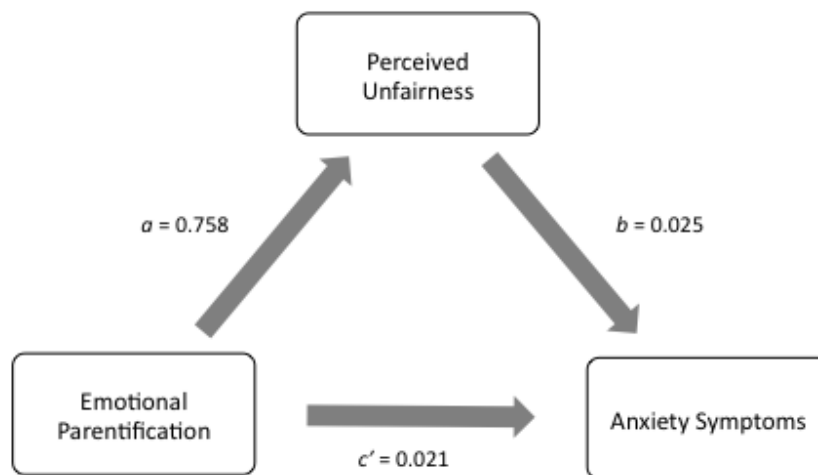 Perceived
Unfairness
a = 0.758
b = 0.025
Emotional
Parentification
Anxiety Symptoms
c′ = 0.021